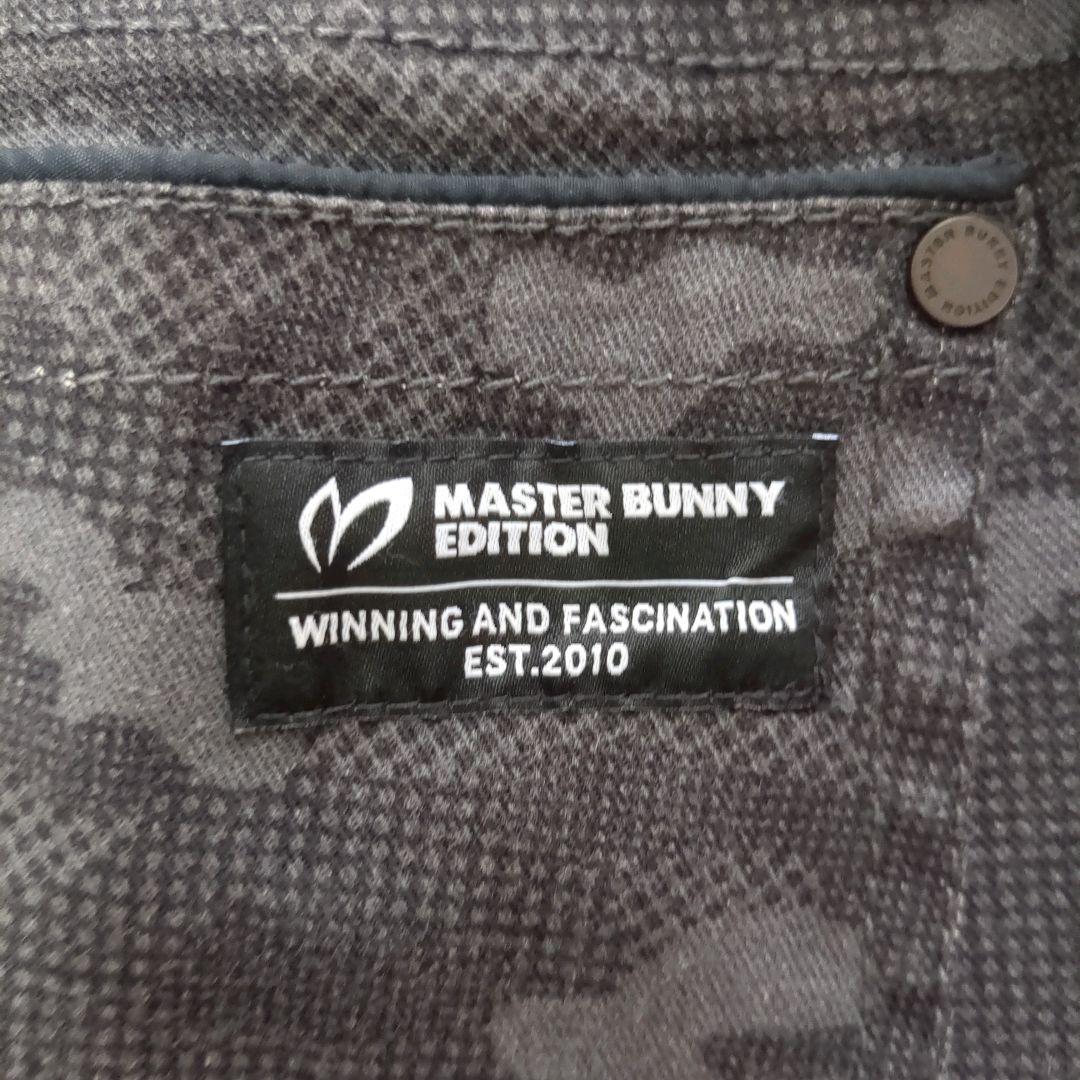 MASTER BUNNY EDITION
MASTER BUNNY
EDITION
WINNING AND FASCINATION
EST.2010